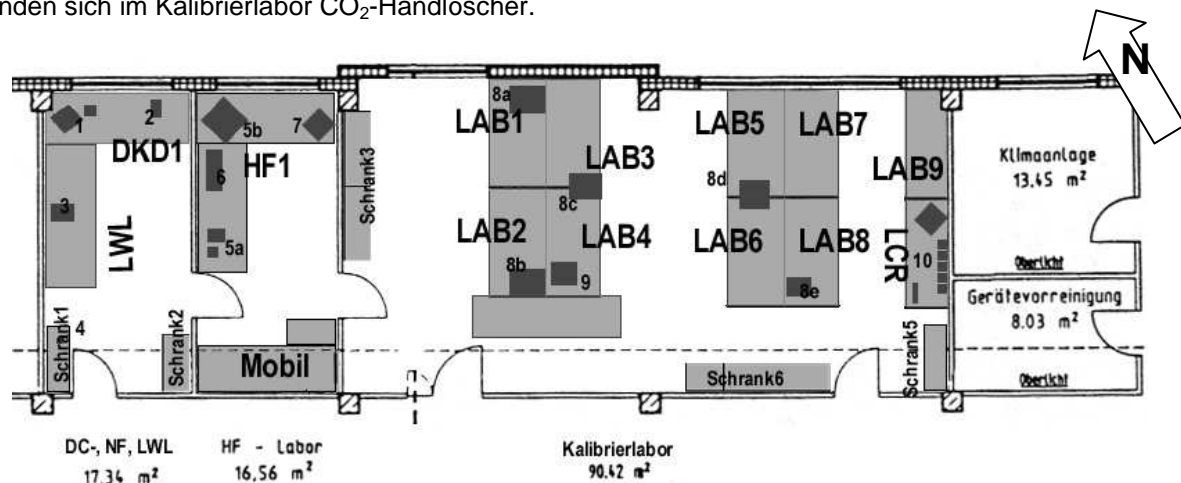 nden sich im Kalibrierlabor CO₂-Handlöscher.
N
1
2
DKD1
3
LWL
Schrank1
4
Schrank2
5b
7
HF1
6
5a
Mobil
Schrank3
8a
LAB1
LAB3
8c
LAB2
LAB4
8b
9
LAB5
LAB7
8d
LAB6
LAB8
8e
LAB9
LCR
10
Schrank5
Schrank6
Klimaanlage
13.45 m²
Oberlicht
Gerätevorreinigung
8.03 m²
Oberlicht
DC-, NF, LWL
17,34 m²
HF - Labor
16,56 m²
Kalibrierlabor
90.42 m²